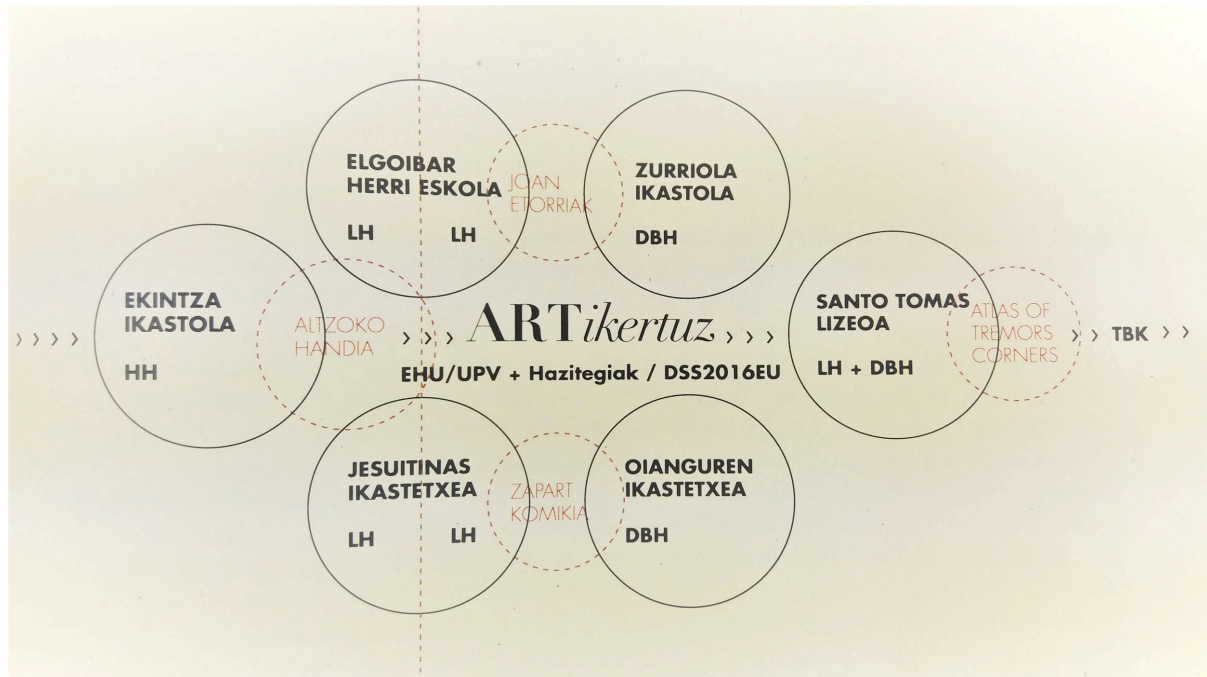 ELGOIBAR
HERRI ESKOLA
LH LH
JOAN
ETORRIAK
ZURRIOLA
IKASTOLA
DBH
EKINTZA
IKASTOLA
HH
ALTZOKO
HANDIA
ARTikertuz
EHU/UPV + Hazitegiak / DSS2016EU
SANTO TOMAS
LIZEOA
LH + DBH
ATLAS OF
TREMORS
CORNERS
TBK
JESUITINAS
IKASTETXEA
LH LH
ZAPART
KOMIKIA
OIANGUREN
IKASTETXEA
DBH